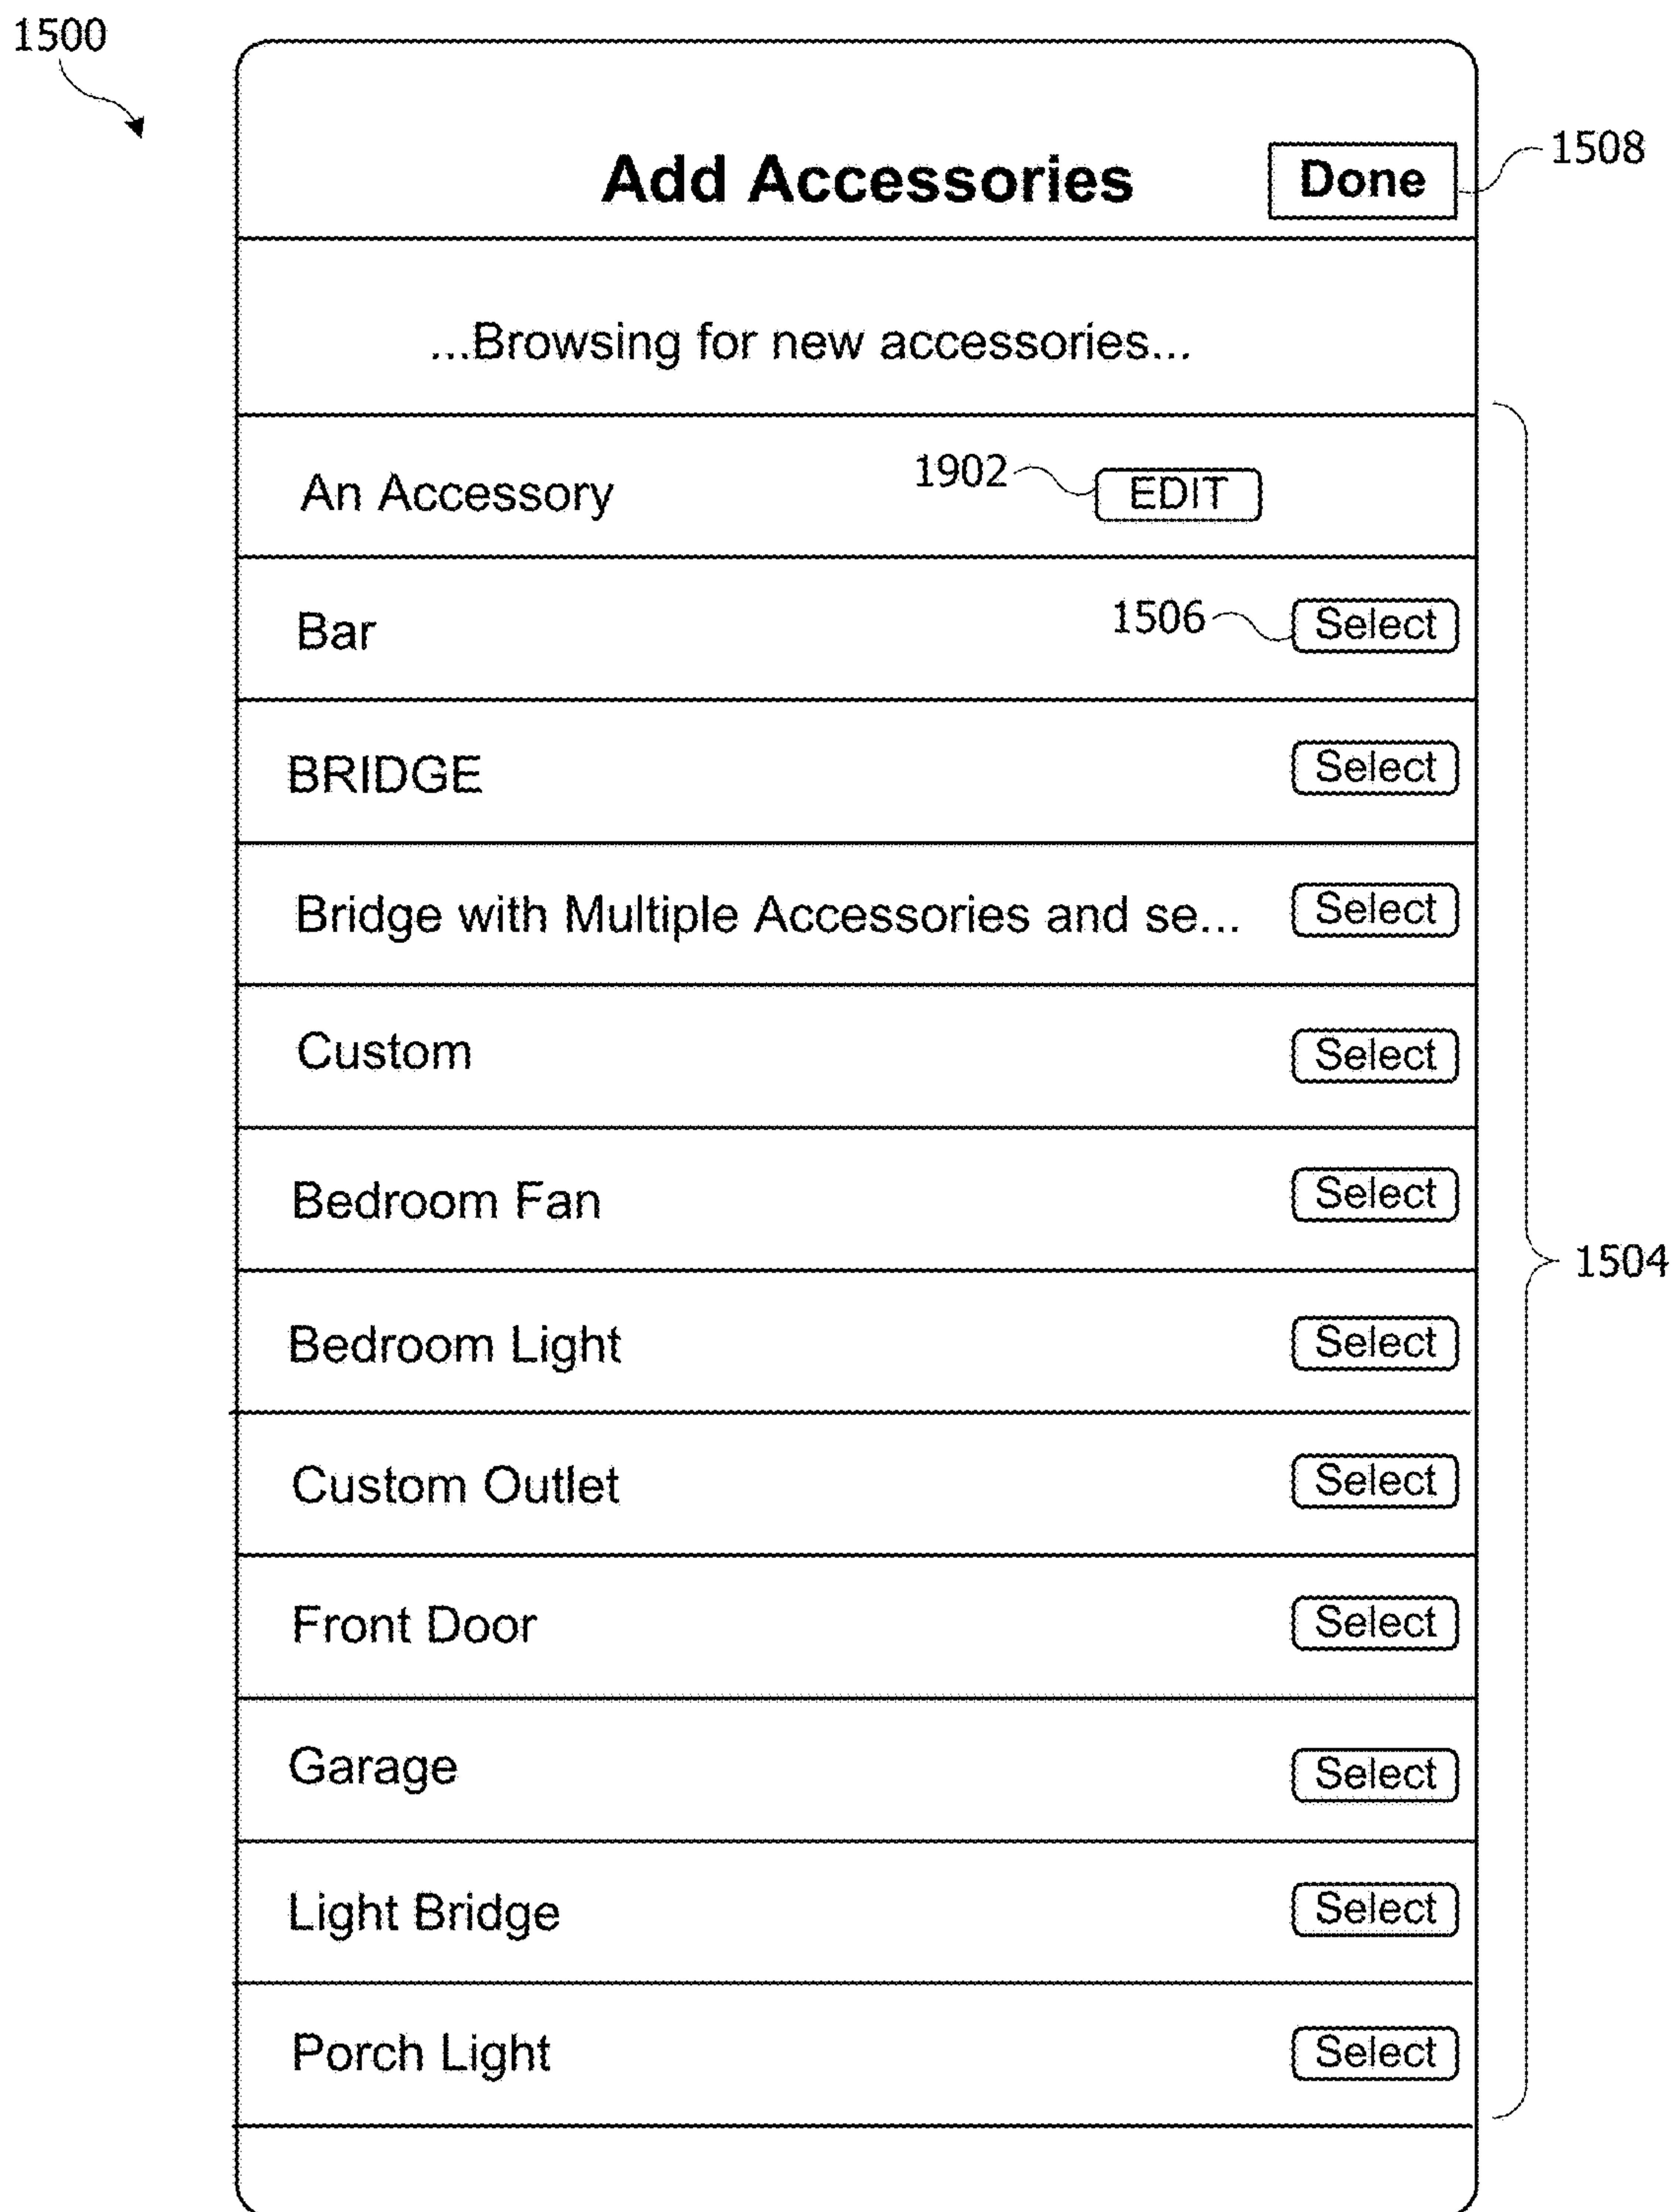 1500
Add Accessories Done 1508
...Browsing for new accessories...
An Accessory 1902 EDIT
Bar 1506 Select
BRIDGE Select
Bridge with Multiple Accessories and se... Select
Custom Select
Bedroom Fan Select
1504
Bedroom Light Select
Custom Outlet Select
Front Door Select
Garage Select
Light Bridge Select
Porch Light Select